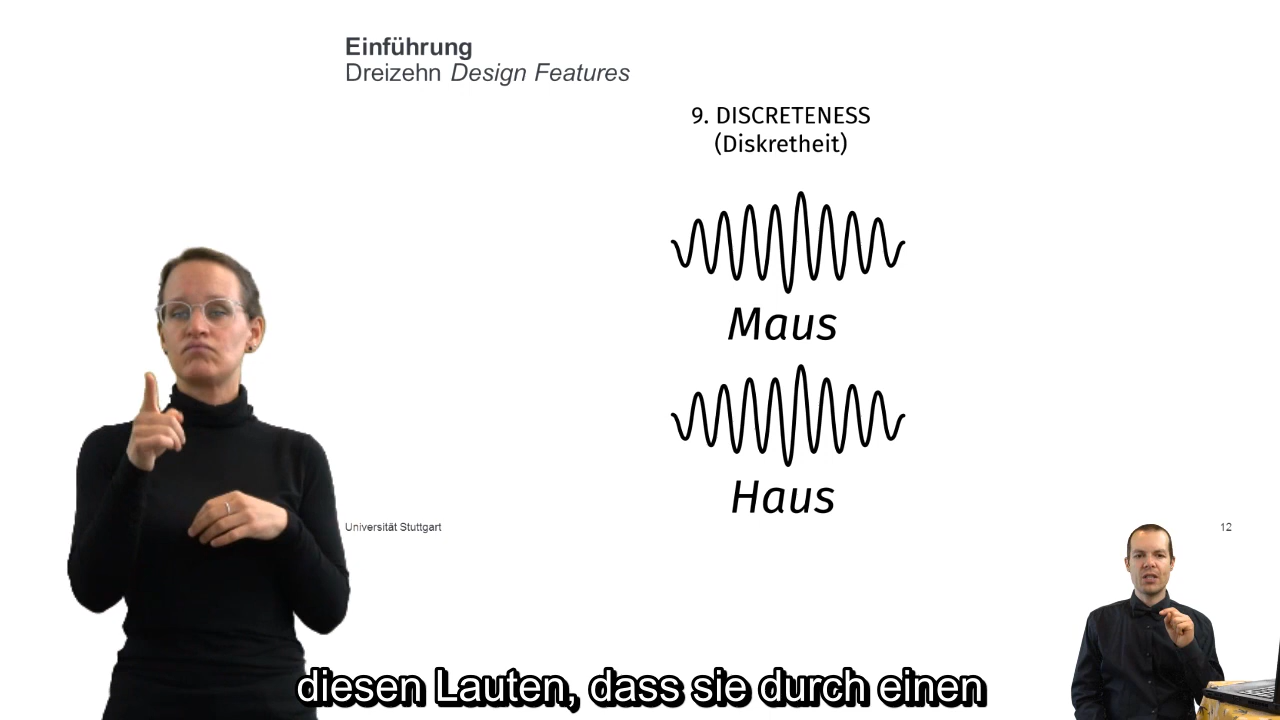 Einführung
Dreizehn Design Features
9. DISCRETENESS
(Diskretheit)
Maus
Haus
Universität Stuttgart
12
diesen Lauten, dass sie durch einen